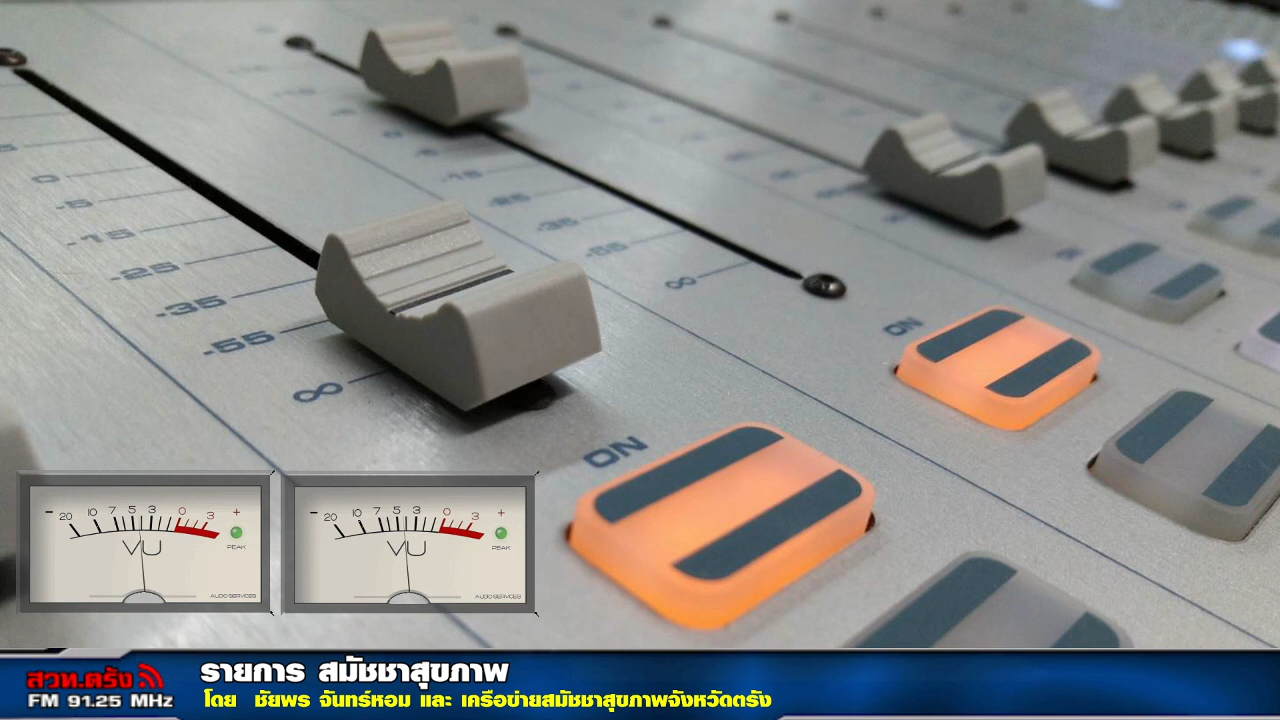 0
-5
-15
-25
-35
-55
∞
-15
-25
-35
-55
∞
ON
ON
- 20 10 7 5 3 0 3 +
VU
PEAK
AUDIO SERVICES
- 20 10 7 5 3 0 3 +
VU
PEAK
AUDIO SERVICES
สวท.ตรัง
FM 91.25 MHz
รายการ สมัชชาสุขภาพ
โดย ชัยพร จันทร์หอม และ เครือข่ายสมัชชาสุขภาพจังหวัดตรัง